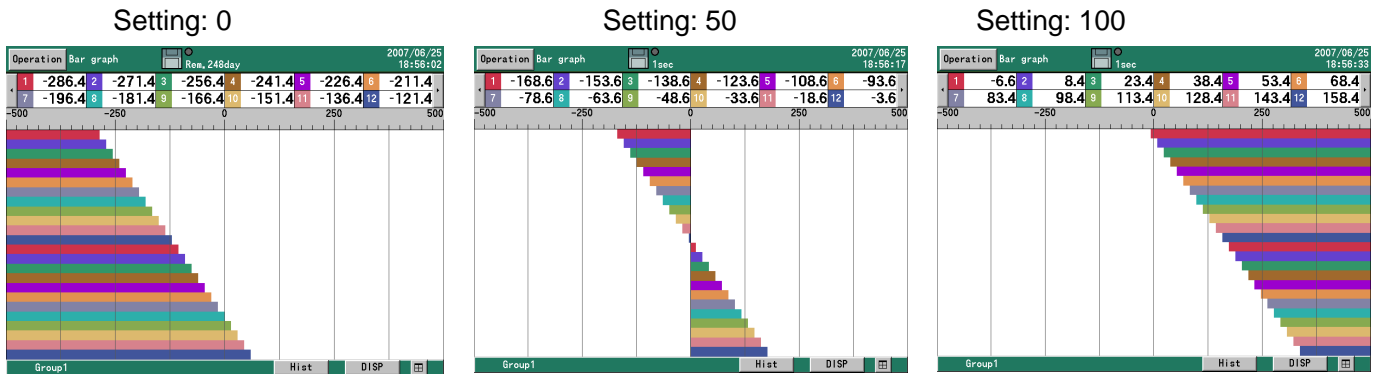 Setting: 0
Operation Bar graph Rem,248day 2007/06/25 18:56:02
1 -286.4 2 -271.4 3 -256.4 4 -241.4 5 -226.4 6 -211.4
7 -196.4 8 -181.4 9 -166.4 10 -151.4 11 -136.4 12 -121.4
-500 -250 0 250 500
Group1 Hist DISP
Setting: 50
Operation Bar graph 1sec 2007/06/25 18:56:17
1 -168.6 2 -153.6 3 -138.6 4 -123.6 5 -108.6 6 -93.6
7 -78.6 8 -63.6 9 -48.6 10 -33.6 11 -18.6 12 -3.6
-500 -250 0 250 500
Group1 Hist DISP
Setting: 100
Operation Bar graph 1sec 2007/06/25 18:56:33
1 -6.6 2 8.4 3 23.4 4 38.4 5 53.4 6 68.4
7 83.4 8 98.4 9 113.4 10 128.4 11 143.4 12 158.4
-500 -250 0 250 500
Group1 Hist DISP